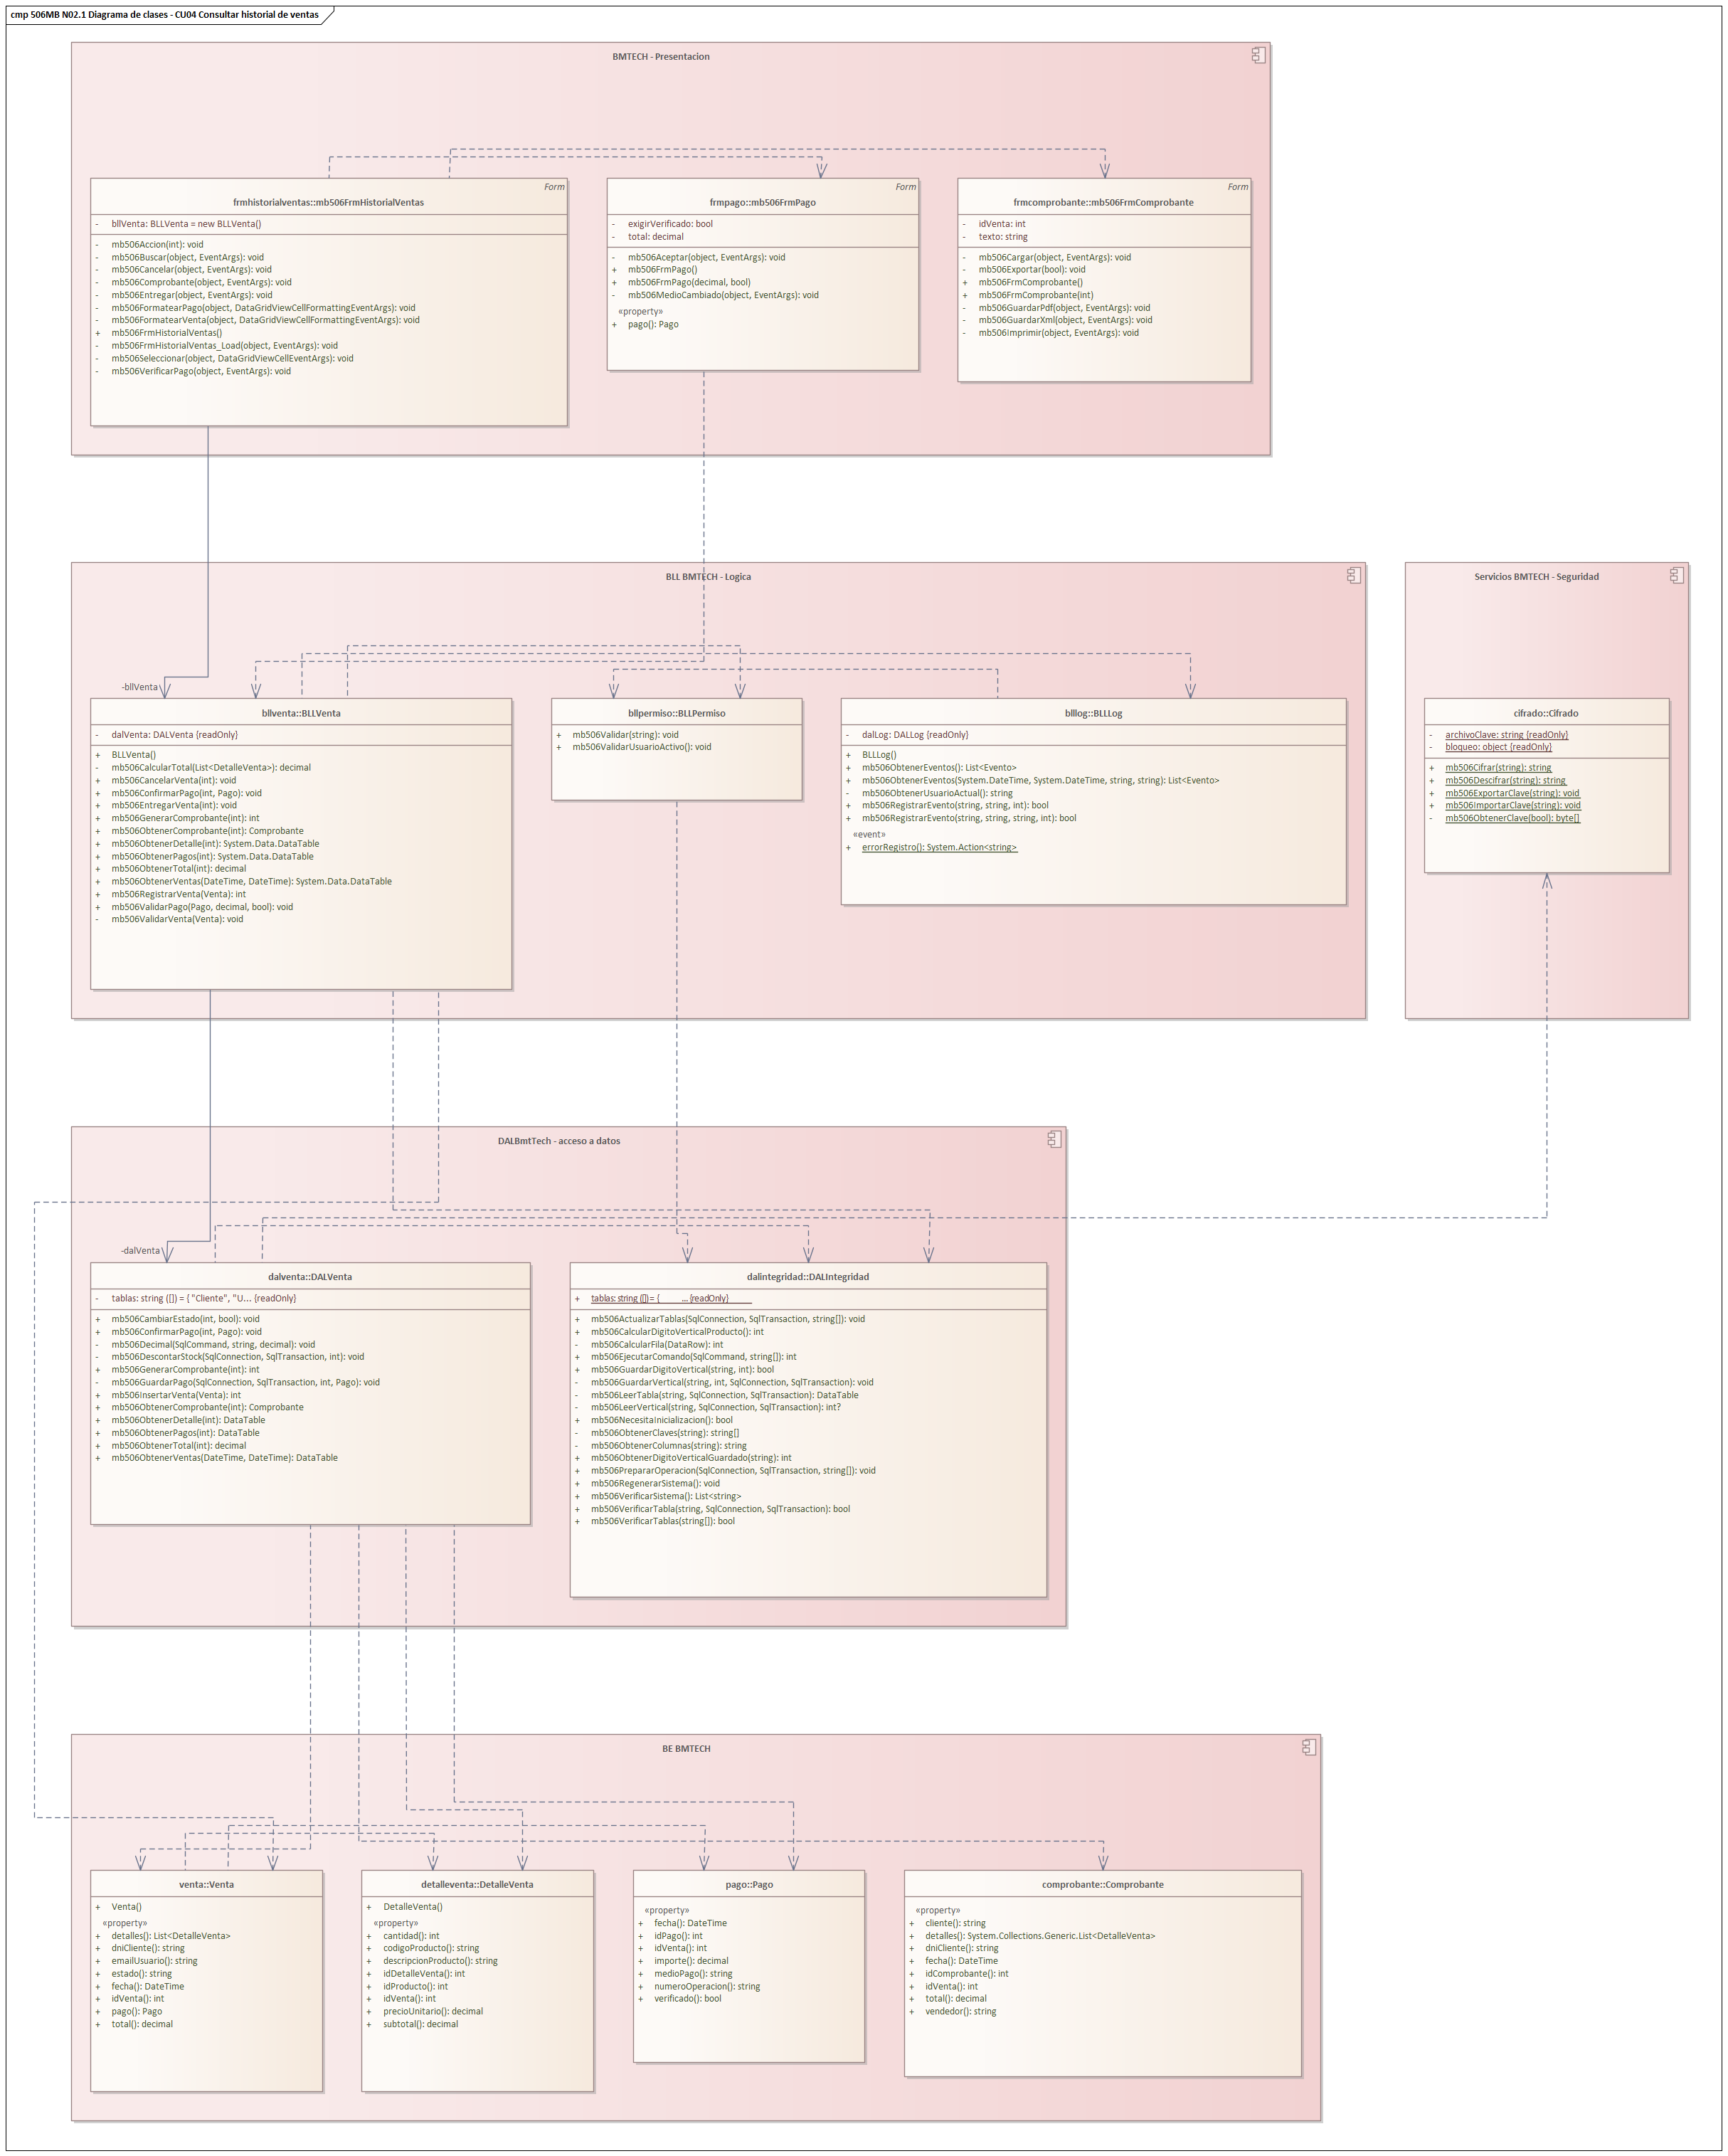 cmp 506MB N02.1 Diagrama de clases - CU04 Consultar historial de ventas
BMTECH - Presentacion
Form
frmhistorialventas::mb506FrmHistorialVentas
- bllVenta: BLLVenta = new BLLVenta()
- mb506Accion(int): void
- mb506Buscar(object, EventArgs): void
- mb506Cancelar(object, EventArgs): void
- mb506Comprobante(object, EventArgs): void
- mb506Entregar(object, EventArgs): void
- mb506FormatearPago(object, DataGridViewCellFormattingEventArgs): void
- mb506FormatearVenta(object, DataGridViewCellFormattingEventArgs): void
+ mb506FrmHistorialVentas()
- mb506FrmHistorialVentas_Load(object, EventArgs): void
- mb506Seleccionar(object, DataGridViewCellEventArgs): void
- mb506VerificarPago(object, EventArgs): void
Form
frmpago::mb506FrmPago
- exigirVerificado: bool
- total: decimal
- mb506Aceptar(object, EventArgs): void
+ mb506FrmPago()
+ mb506FrmPago(decimal, bool)
- mb506MedioCambiado(object, EventArgs): void
«property»
+ pago(): Pago
Form
frmcomprobante::mb506FrmComprobante
- idVenta: int
- texto: string
- mb506Cargar(object, EventArgs): void
- mb506Exportar(bool): void
+ mb506FrmComprobante()
+ mb506FrmComprobante(int)
- mb506GuardarPdf(object, EventArgs): void
- mb506GuardarXml(object, EventArgs): void
- mb506Imprimir(object, EventArgs): void
BLL BMTECH - Logica
-bllVenta
bllventa::BLLVenta
- dalVenta: DALVenta {readOnly}
+ BLLVenta()
- mb506CalcularTotal(List<DetalleVenta>): decimal
+ mb506CancelarVenta(int): void
+ mb506ConfirmarPago(int, Pago): void
+ mb506EntregarVenta(int): void
+ mb506GenerarComprobante(int): int
+ mb506ObtenerComprobante(int): Comprobante
+ mb506ObtenerDetalle(int): System.Data.DataTable
+ mb506ObtenerPagos(int): System.Data.DataTable
+ mb506ObtenerTotal(int): decimal
+ mb506ObtenerVentas(DateTime, DateTime): System.Data.DataTable
+ mb506RegistrarVenta(Venta): int
+ mb506ValidarPago(Pago, decimal, bool): void
- mb506ValidarVenta(Venta): void
bllpermiso::BLLPermiso
+ mb506Validar(string): void
+ mb506ValidarUsuarioActivo(): void
blllog::BLLLog
- dalLog: DALLog {readOnly}
+ BLLLog()
+ mb506ObtenerEventos(): List<Evento>
+ mb506ObtenerEventos(System.DateTime, System.DateTime, string, string): List<Evento>
- mb506ObtenerUsuarioActual(): string
+ mb506RegistrarEvento(string, string, int): bool
+ mb506RegistrarEvento(string, string, string, int): bool
«event»
+ errorRegistro(): System.Action<string>
Servicios BMTECH - Seguridad
cifrado::Cifrado
- archivoClave: string {readOnly}
- bloqueo: object {readOnly}
+ mb506Cifrar(string): string
+ mb506Descifrar(string): string
+ mb506ExportarClave(string): void
+ mb506ImportarClave(string): void
- mb506ObtenerClave(bool): byte[]
DALBmtTech - acceso a datos
-dalVenta
dalventa::DALVenta
- tablas: string ([]) = { "Cliente", "U... {readOnly}
+ mb506CambiarEstado(int, bool): void
+ mb506ConfirmarPago(int, Pago): void
- mb506Decimal(SqlCommand, string, decimal): void
- mb506DescontarStock(SqlConnection, SqlTransaction, int): void
+ mb506GenerarComprobante(int): int
- mb506GuardarPago(SqlConnection, SqlTransaction, int, Pago): void
+ mb506InsertarVenta(Venta): int
+ mb506ObtenerComprobante(int): Comprobante
+ mb506ObtenerDetalle(int): DataTable
+ mb506ObtenerPagos(int): DataTable
+ mb506ObtenerTotal(int): decimal
+ mb506ObtenerVentas(DateTime, DateTime): DataTable
dalintegridad::DALIntegridad
+ tablas: string ([]) = { ... {readOnly}
+ mb506ActualizarTablas(SqlConnection, SqlTransaction, string[]): void
+ mb506CalcularDigitoVerticalProducto(): int
- mb506CalcularFila(DataRow): int
+ mb506EjecutarComando(SqlCommand, string[]): int
+ mb506GuardarDigitoVertical(string, int): bool
- mb506GuardarVertical(string, int, SqlConnection, SqlTransaction): void
- mb506LeerTabla(string, SqlConnection, SqlTransaction): DataTable
- mb506LeerVertical(string, SqlConnection, SqlTransaction): int?
+ mb506NecesitaInicializacion(): bool
- mb506ObtenerClaves(string): string[]
- mb506ObtenerColumnas(string): string
+ mb506ObtenerDigitoVerticalGuardado(string): int
+ mb506PrepararOperacion(SqlConnection, SqlTransaction, string[]): void
+ mb506RegenerarSistema(): void
+ mb506VerificarSistema(): List<string>
+ mb506VerificarTabla(string, SqlConnection, SqlTransaction): bool
+ mb506VerificarTablas(string[]): bool
BE BMTECH
venta::Venta
+ Venta()
«property»
+ detalles(): List<DetalleVenta>
+ dniCliente(): string
+ emailUsuario(): string
+ estado(): string
+ fecha(): DateTime
+ idVenta(): int
+ pago(): Pago
+ total(): decimal
detalleventa::DetalleVenta
+ DetalleVenta()
«property»
+ cantidad(): int
+ codigoProducto(): string
+ descripcionProducto(): string
+ idDetalleVenta(): int
+ idProducto(): int
+ idVenta(): int
+ precioUnitario(): decimal
+ subtotal(): decimal
pago::Pago
«property»
+ fecha(): DateTime
+ idPago(): int
+ idVenta(): int
+ importe(): decimal
+ medioPago(): string
+ numeroOperacion(): string
+ verificado(): bool
comprobante::Comprobante
«property»
+ cliente(): string
+ detalles(): System.Collections.Generic.List<DetalleVenta>
+ dniCliente(): string
+ fecha(): DateTime
+ idComprobante(): int
+ idVenta(): int
+ total(): decimal
+ vendedor(): string